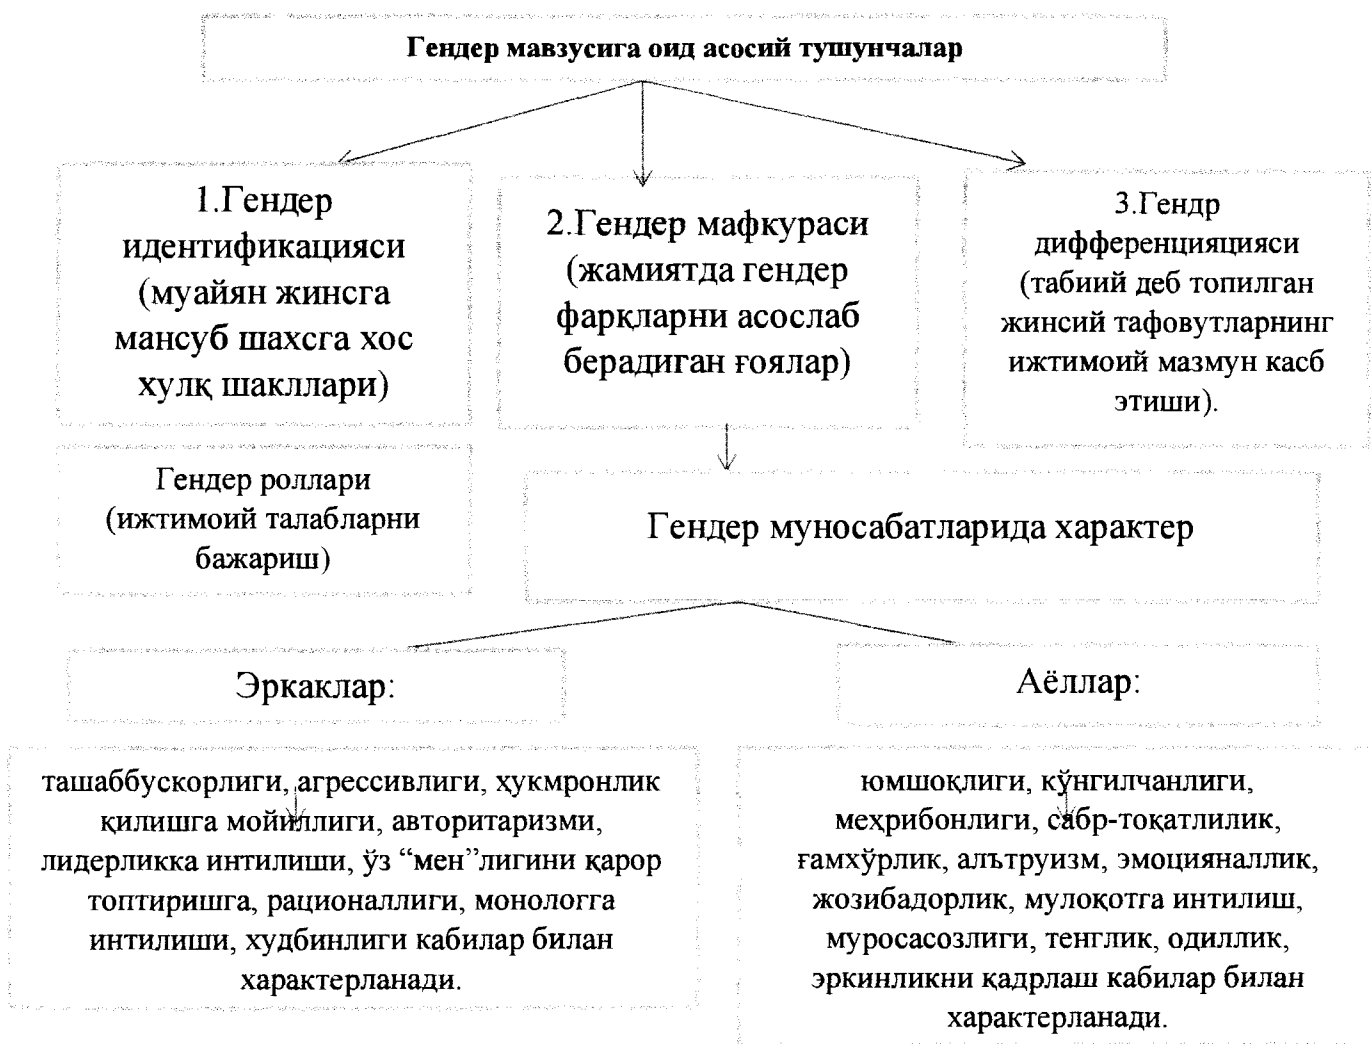 Гендер мавзусига оид асосий тушунчалар
1.Гендер
идентификацияси
(муайян жинсга
мансуб шахсга хос
хулқ шакллари)
2.Гендер мафкураси
(жамиятда гендер
фарқларни асослаб
берадиган ғоялар)
3.Гендр
дифференцияцияси
(табиий деб топилган
жинсий тафовутларнинг
ижтимоий мазмун касб
этиши).
Гендер роллари
(ижтимоий талабларни
бажариш)
Гендер муносабатларида характер
Эркаклар:
Аёллар:
ташаббускорлиги, агрессивлиги, ҳукмронлик
қилишга мойиллиги, авторитаризми,
лидерликка интилиши, ўз “мен”лигини қарор
топтиришга, рационаллиги, монологга
интилиши, худбинлиги кабилар билан
характерланади.
юмшоқлиги, кўнгилчанлиги,
меҳрибонлиги, сабр-тоқатлилик,
ғамхўрлик, алътруизм, эмоцияналлик,
жозибадорлик, мулоқотга интилиш,
муросасозлиги, тенглик, одиллик,
эркинликни қадрлаш кабилар билан
характерланади.